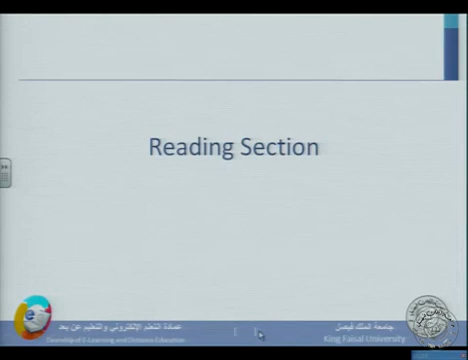 Reading Section
عمادة التعلم الإلكتروني والتعليم عن بعد
Deanship of E-Learning and Distance Education
جامعة الملك فيصل
King Faisal University